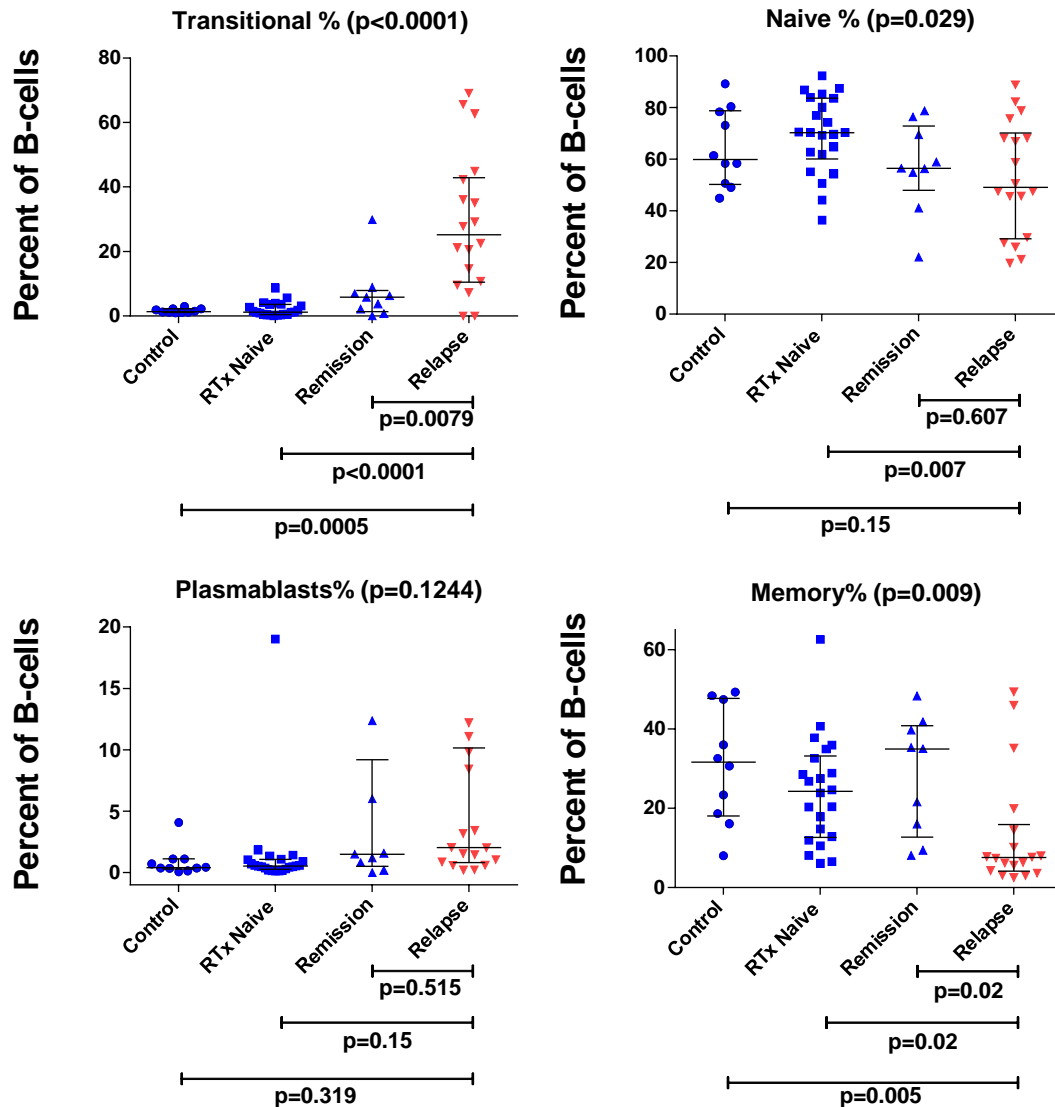 Transitional % (p<0.0001)
Percent of B-cells
80
60
40
20
0
Control
RTx Naive
Remission
Relapse
p=0.0079
p<0.0001
p=0.0005
Naive % (p=0.029)
Percent of B-cells
100
80
60
40
20
0
Control
RTx Naive
Remission
Relapse
p=0.607
p=0.007
p=0.15
Plasmablasts% (p=0.1244)
Percent of B-cells
20
15
10
5
0
Control
RTx Naive
Remission
Relapse
p=0.515
p=0.15
p=0.319
Memory% (p=0.009)
Percent of B-cells
60
40
20
0
Control
RTx Naive
Remission
Relapse
p=0.02
p=0.02
p=0.005